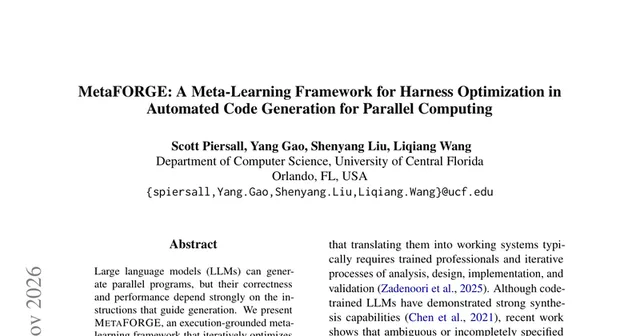 MetaFORGE: A Meta-Learning Framework for Harness Optimization in
Automated Code Generation for Parallel Computing
Scott Piersall, Yang Gao, Shenyang Liu, Liqiang Wang
Department of Computer Science, University of Central Florida
Orlando, FL, USA
{spiersall,Yang.Gao,Shenyang.Liu,Liqiang.Wang}@ucf.edu
Abstract
Large language models (LLMs) can gener-
ate parallel programs, but their correctness
and performance depend strongly on the in-
structions that guide generation. We present
METAFORGE, an execution-grounded meta-
learning framework that iteratively optimizes
that translating them into working systems typi-
cally requires trained professionals and iterative
processes of analysis, design, implementation, and
validation (Zadenoori et al., 2025). Although code-
trained LLMs have demonstrated strong synthe-
sis capabilities (Chen et al., 2021), recent work
shows that ambiguous or incompletely specified
ov 2026